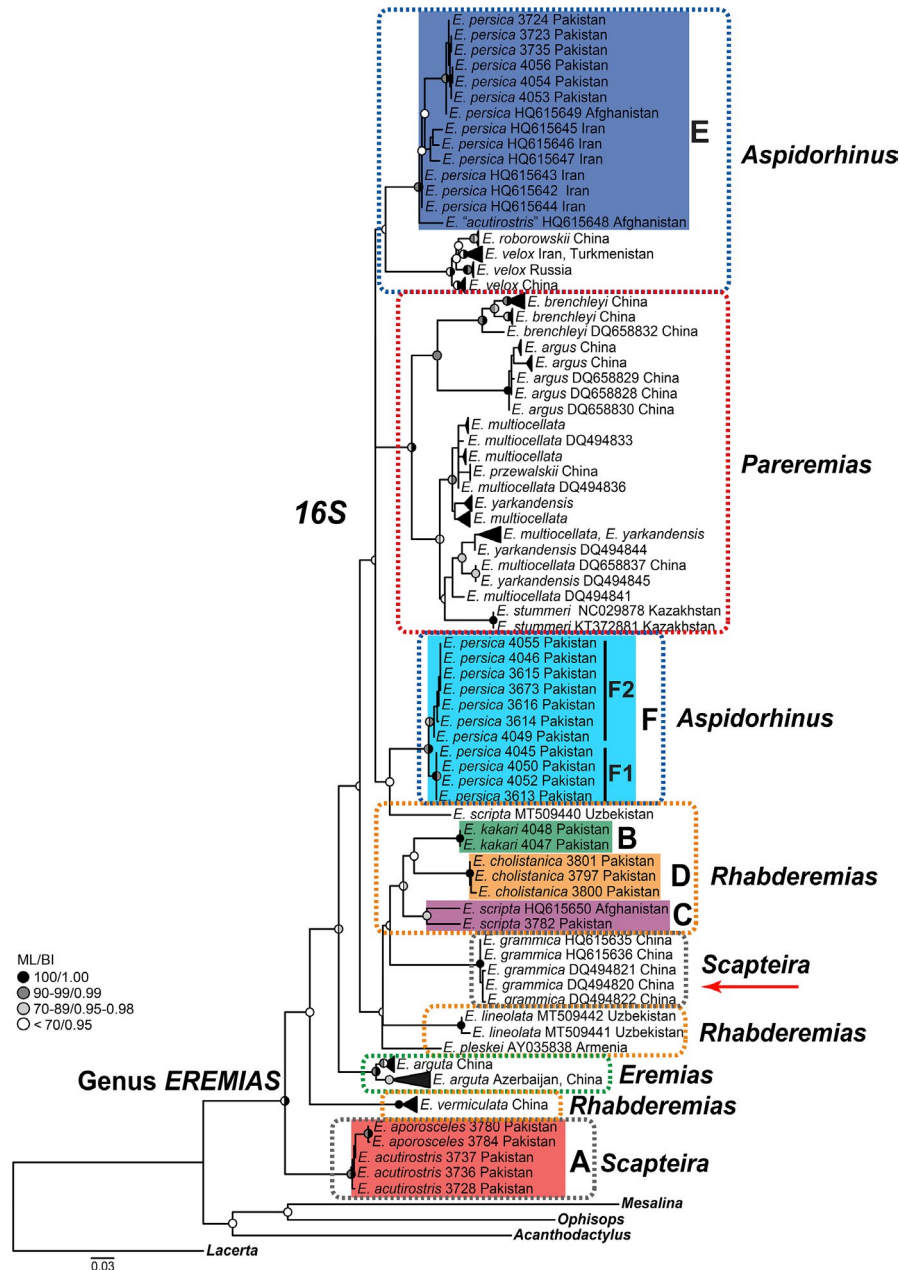 E. persica 3724 Pakistan
E. persica 3723 Pakistan
E. persica 3735 Pakistan
E. persica 4056 Pakistan
E. persica 4054 Pakistan
E. persica 4053 Pakistan
E. persica HQ615649 Afghanistan
E. persica HQ615645 Iran
E. persica HQ615646 Iran
E. persica HQ615647 Iran
E. persica HQ615643 Iran
E. persica HQ615642 Iran
E. persica HQ615644 Iran
E. "acutirostris" HQ615648 Afghanistan
E
Aspidorhinus
E. roborowskii China
E. velox Iran, Turkmenistan
E. velox Russia
E. velox China
E. brenchleyi China
E. brenchleyi China
E. brenchleyi DQ658832 China
E. argus China
E. argus China
E. argus DQ658829 China
E. argus DQ658828 China
E. argus DQ658830 China
E. multiocellata
E. multiocellata DQ494833
E. multiocellata
E. przewalskii China
E. multiocellata DQ494836
E. yarkandensis
E. multiocellata
E. multiocellata, E. yarkandensis
E. yarkandensis DQ494844
E. multiocellata DQ658837 China
E. yarkandensis DQ494845
E. multiocellata DQ494841
E. stummeri NC029878 Kazakhstan
E. stummeri KT372881 Kazakhstan
Pareremias
16S
E. persica 4055 Pakistan
E. persica 4046 Pakistan
E. persica 3615 Pakistan
E. persica 3673 Pakistan
E. persica 3616 Pakistan
E. persica 3614 Pakistan
E. persica 4049 Pakistan
E. persica 4045 Pakistan
E. persica 4050 Pakistan
E. persica 4052 Pakistan
E. persica 3613 Pakistan
F2
F1
F
Aspidorhinus
E. scripta MT509440 Uzbekistan
E. kakari 4048 Pakistan
E. kakari 4047 Pakistan
B
E. cholistanica 3801 Pakistan
E. cholistanica 3797 Pakistan
E. cholistanica 3800 Pakistan
D
Rhabderemias
E. scripta HQ615650 Afghanistan
E. scripta 3782 Pakistan
C
E. grammica HQ615635 China
E. grammica HQ615636 China
E. grammica DQ494821 China
E. grammica DQ494820 China
E. grammica DQ494822 China
Scapteira
E. lineolata MT509442 Uzbekistan
E. lineolata MT509441 Uzbekistan
E. pleskei AY035838 Armenia
Rhabderemias
E. arguta China
E. arguta Azerbaijan, China
Eremias
E. vermiculata China
Rhabderemias
E. aporosceles 3780 Pakistan
E. aporosceles 3784 Pakistan
E. acutirostris 3737 Pakistan
E. acutirostris 3736 Pakistan
E. acutirostris 3728 Pakistan
A
Scapteira
ML/BI
100/1.00
90-99/0.99
70-89/0.95-0.98
< 70/0.95
Genus EREMIAS
Mesalina
Ophisops
Acanthodactylus
Lacerta
0.03